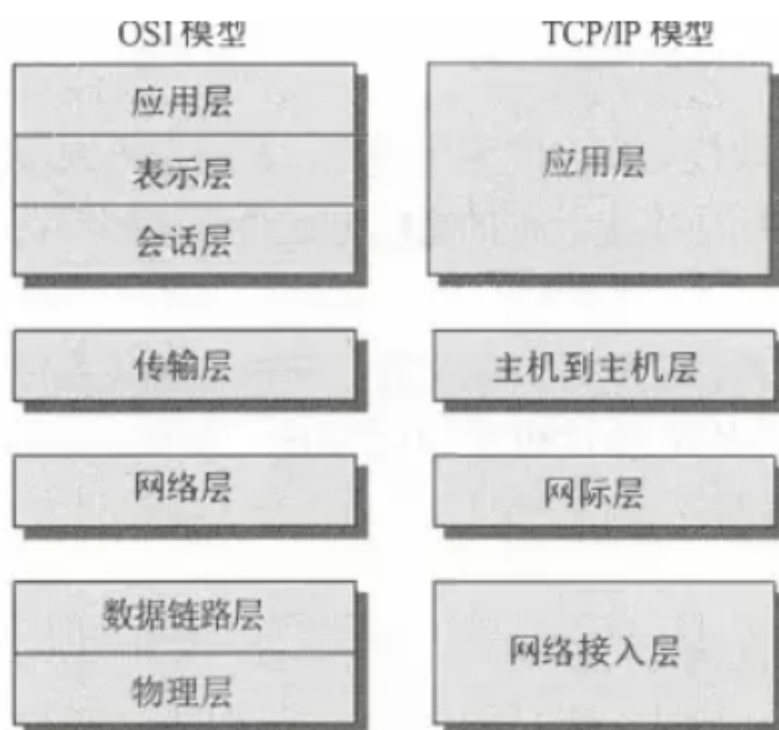 OSI 模型
TCP/IP 模型
应用层
表示层
会话层
应用层
传输层
主机到主机层
网络层
网际层
数据链路层
物理层
网络接入层